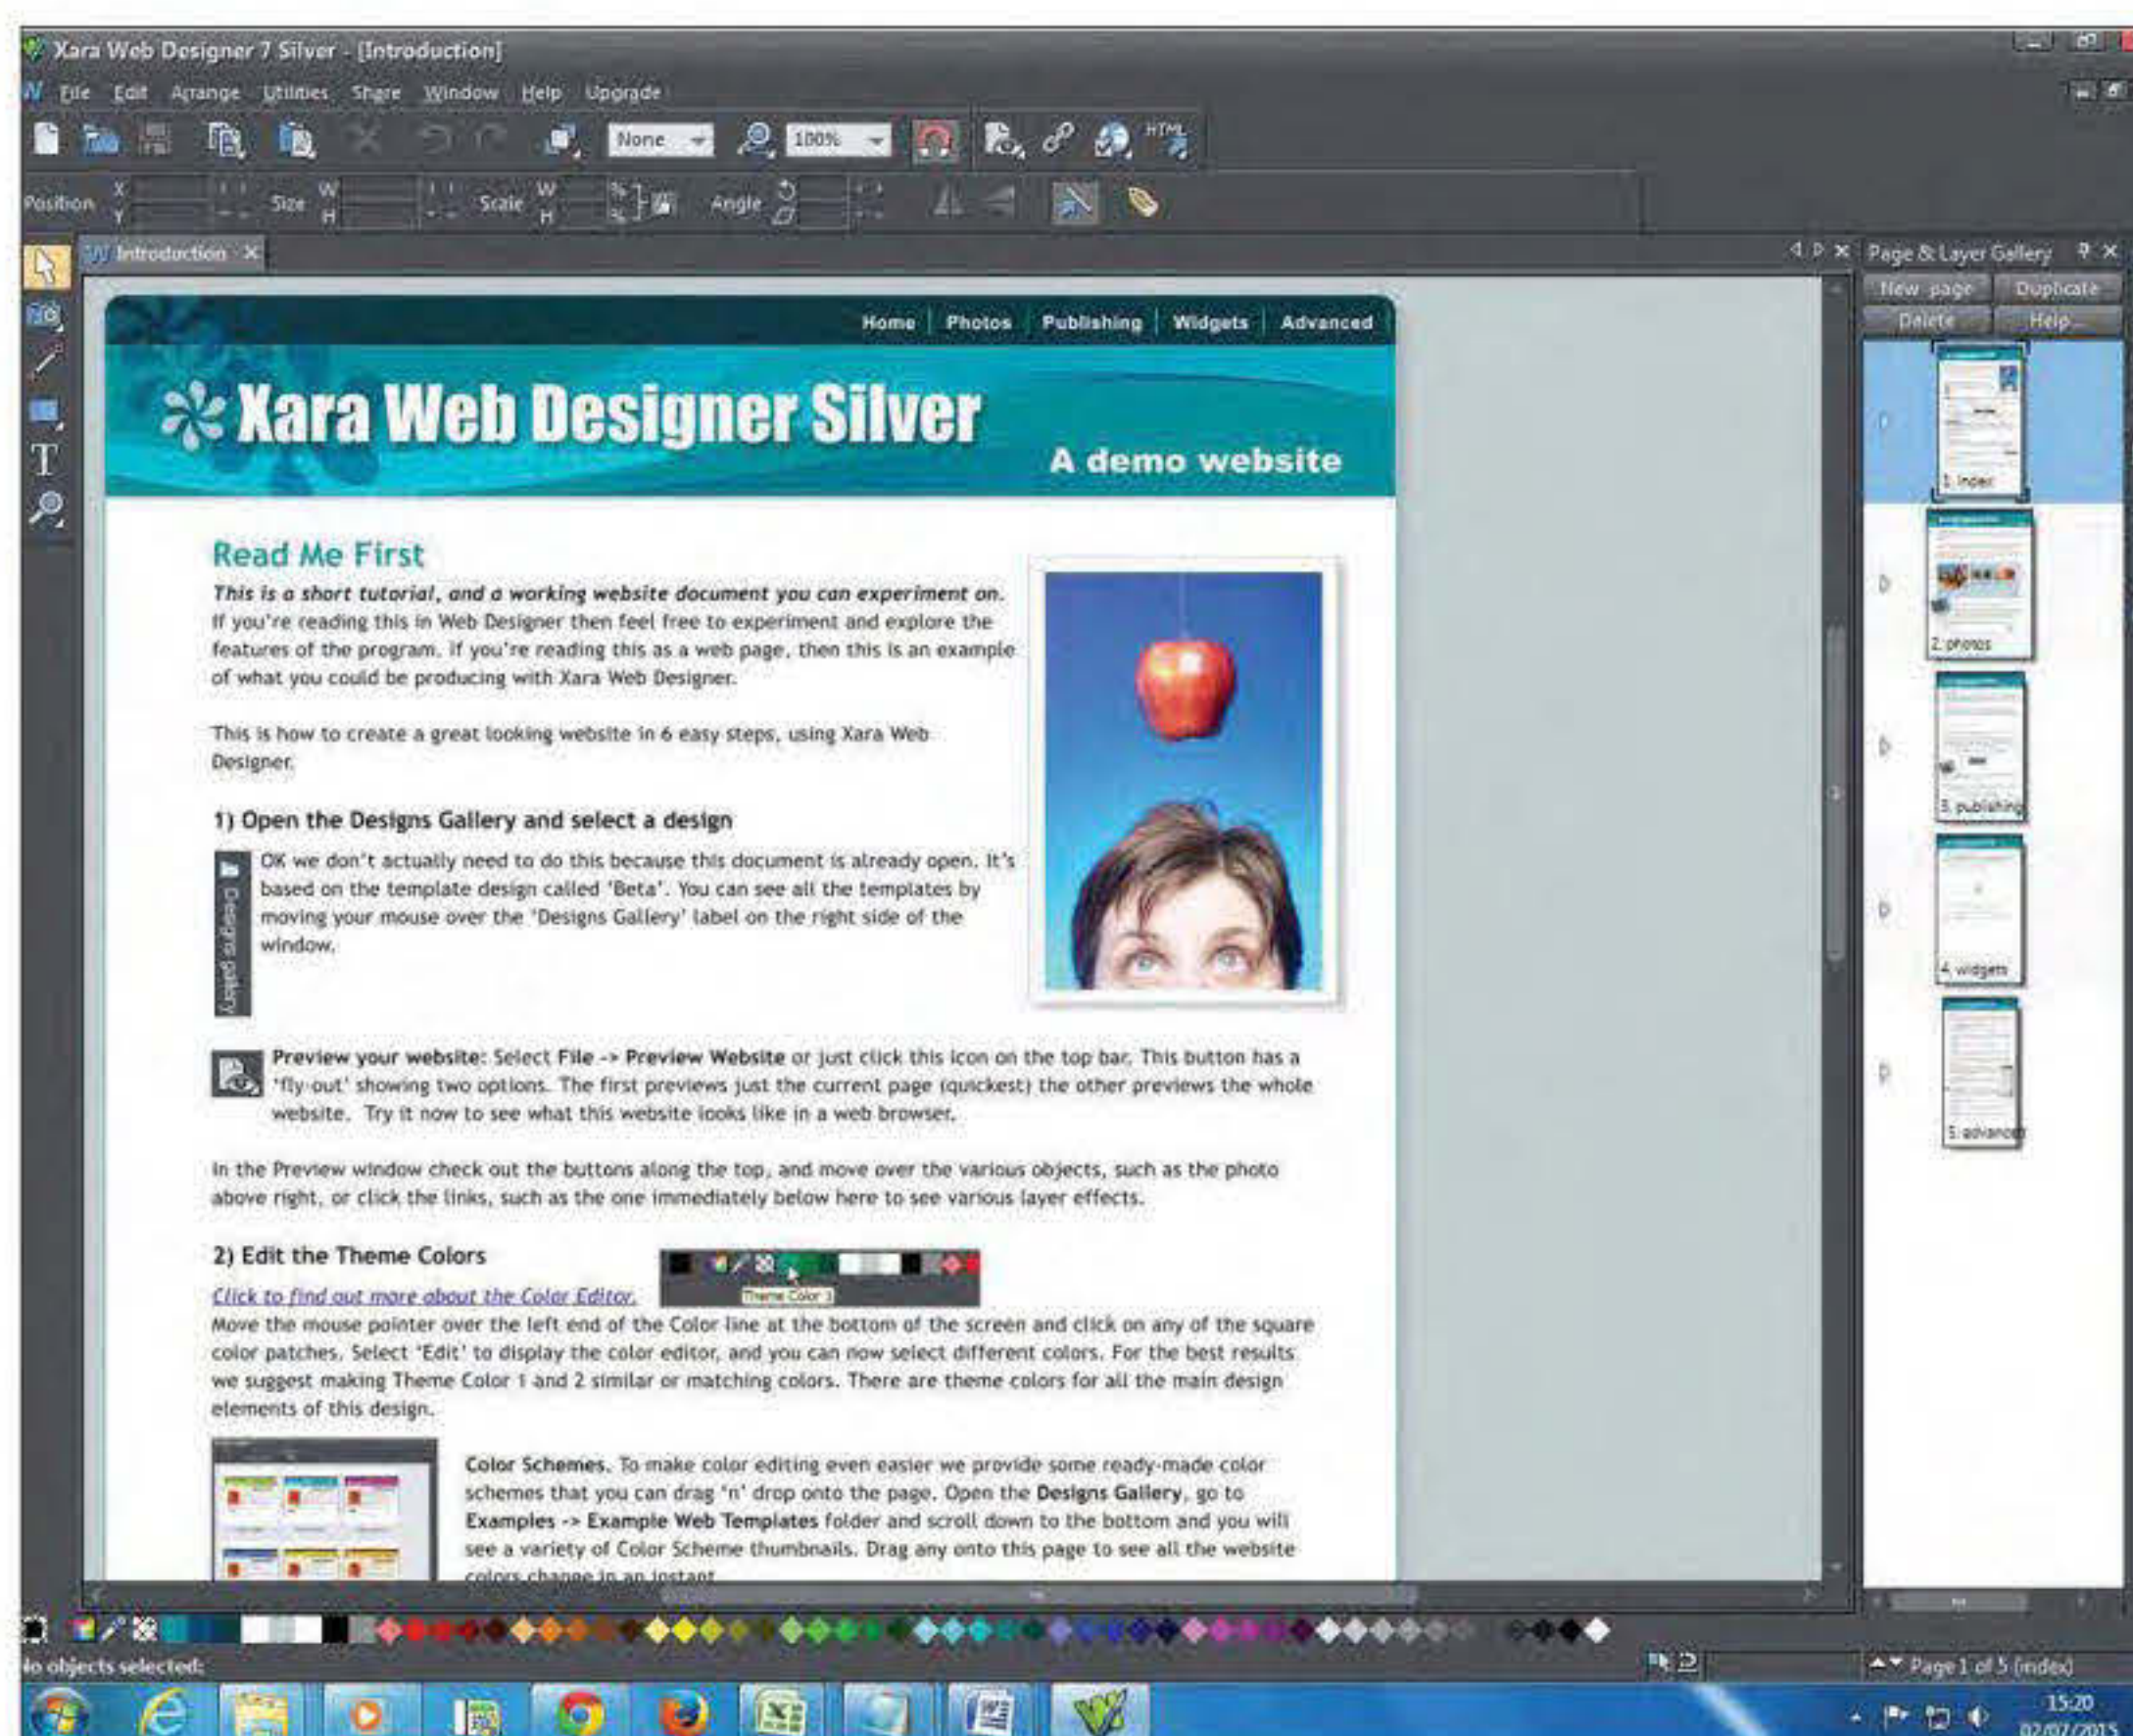 Xara Web Designer 7 Silver - [Introduction]
File Edit Arrange Utilities Share Window Help Upgrade
None 100% HTML
Position X Y Size W H Scale W H % % Angle
Introduction
Page & Layer Gallery
New page Duplicate
Delete Help...
Home Photos Publishing Widgets Advanced
Xara Web Designer Silver
A demo website
Read Me First
This is a short tutorial, and a working website document you can experiment on.
If you're reading this in Web Designer then feel free to experiment and explore the
features of the program. If you're reading this as a web page, then this is an example
of what you could be producing with Xara Web Designer.
This is how to create a great looking website in 6 easy steps, using Xara Web
Designer.
1) Open the Designs Gallery and select a design
Designs gallery
OK we don't actually need to do this because this document is already open. It's
based on the template design called 'Beta'. You can see all the templates by
moving your mouse over the 'Designs Gallery' label on the right side of the
window.
Preview your website: Select File -> Preview Website or just click this icon on the top bar. This button has a
'fly-out' showing two options. The first previews just the current page (quickest) the other previews the whole
website. Try it now to see what this website looks like in a web browser.
In the Preview window check out the buttons along the top, and move over the various objects, such as the photo
above right, or click the links, such as the one immediately below here to see various layer effects.
2) Edit the Theme Colors
Theme Color 1
Click to find out more about the Color Editor.
Move the mouse pointer over the left end of the Color line at the bottom of the screen and click on any of the square
color patches. Select 'Edit' to display the color editor, and you can now select different colors. For the best results
we suggest making Theme Color 1 and 2 similar or matching colors. There are theme colors for all the main design
elements of this design.
Color Schemes. To make color editing even easier we provide some ready-made color
schemes that you can drag 'n' drop onto the page. Open the Designs Gallery, go to
Examples -> Example Web Templates folder and scroll down to the bottom and you will
see a variety of Color Scheme thumbnails. Drag any onto this page to see all the website
colors change in an instant
1. index
2. photos
3. publishing
4. widgets
5. advanced
No objects selected:
Page 1 of 5 (index)
15:20
02/07/2015